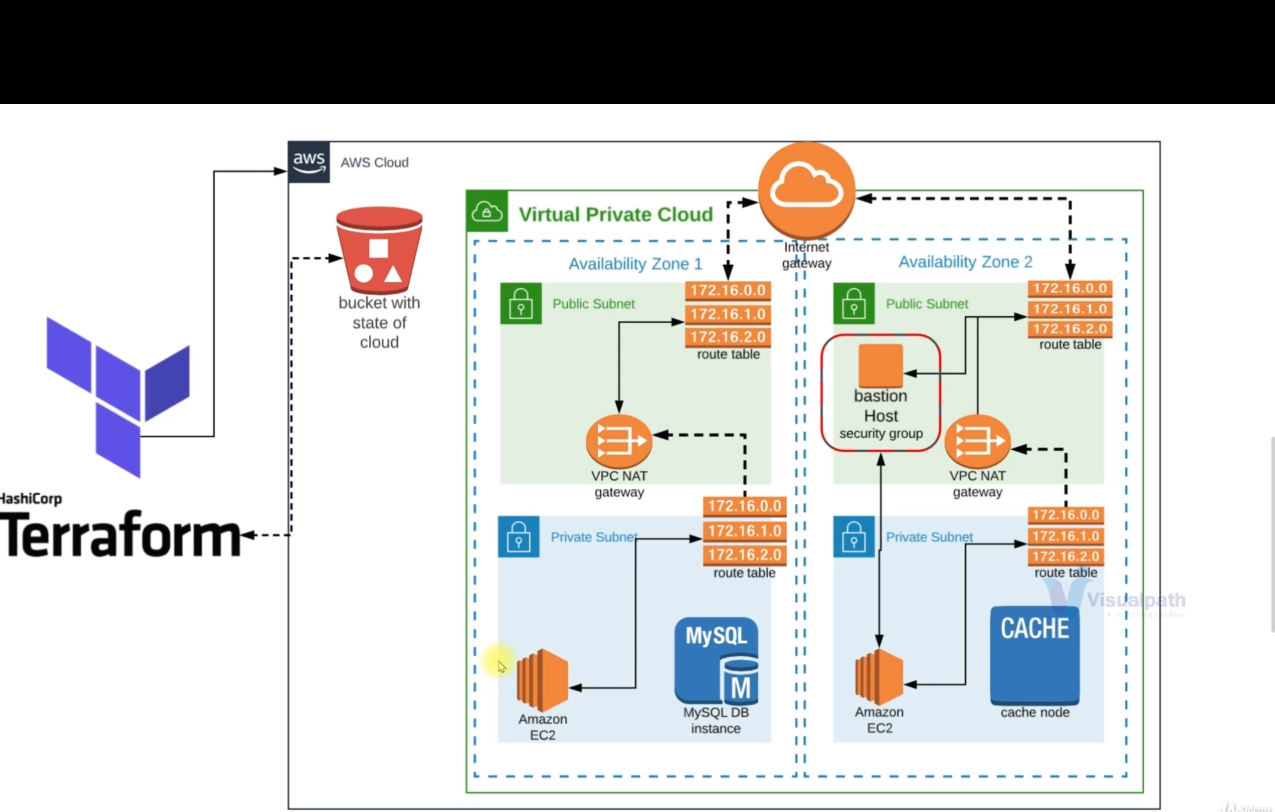 aws
AWS Cloud
bucket with
state of
cloud
HashiCorp
Terraform
Virtual Private Cloud
Internet
gateway
Availability Zone 1
Public Subnet
172.16.0.0
172.16.1.0
172.16.2.0
route table
VPC NAT
gateway
Private Subnet
172.16.0.0
172.16.1.0
172.16.2.0
route table
Amazon
EC2
MySQL
M
MySQL DB
instance
Availability Zone 2
Public Subnet
172.16.0.0
172.16.1.0
172.16.2.0
route table
bastion
Host
security group
VPC NAT
gateway
Private Subnet
172.16.0.0
172.16.1.0
172.16.2.0
route table
Amazon
EC2
CACHE
cache node
Visualpath
Udemy